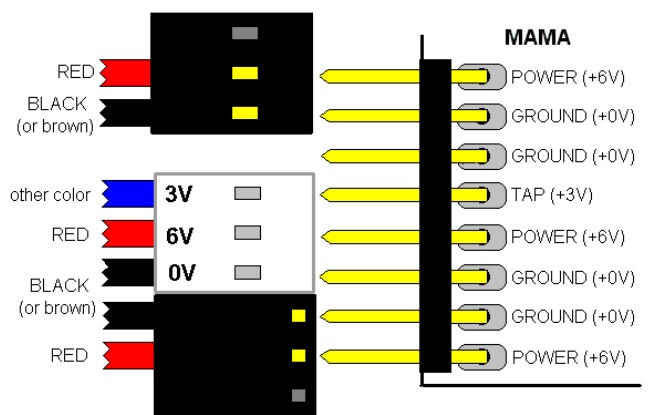 MAMA
RED
POWER (+6V)
BLACK
(or brown)
GROUND (+0V)
GROUND (+0V)
other color
3V
TAP (+3V)
RED
6V
POWER (+6V)
BLACK
(or brown)
0V
GROUND (+0V)
GROUND (+0V)
RED
POWER (+6V)